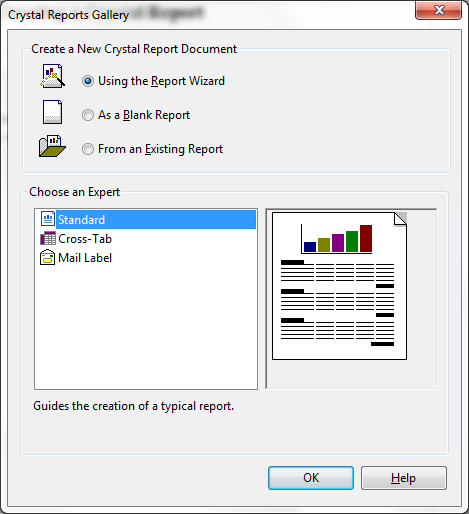 Crystal Reports Gallery
Create a New Crystal Report Document
Using the Report Wizard
As a Blank Report
From an Existing Report
Choose an Expert
Standard
Cross-Tab
Mail Label
Guides the creation of a typical report.
OK
Help